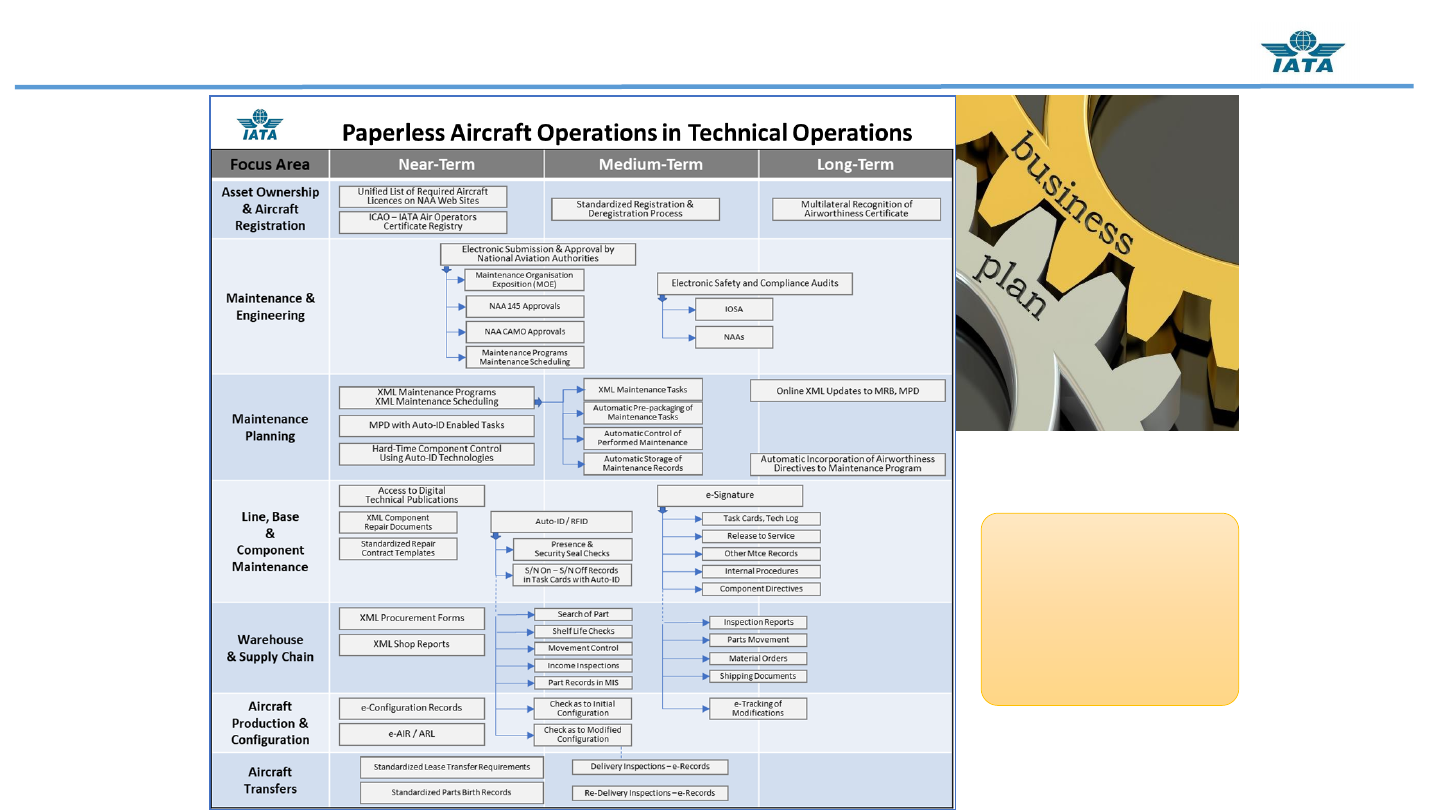 IATA
IATA
Paperless Aircraft Operations in Technical Operations
Focus Area
Near-Term
Medium-Term
Long-Term
Asset Ownership
& Aircraft
Registration
Unified List of Required Aircraft
Licences on NAA Web Sites
ICAO – IATA Air Operators
Certificate Registry
Standardized Registration &
Deregistration Process
Multilateral Recognition of
Airworthiness Certificate
Maintenance &
Engineering
Electronic Submission & Approval by
National Aviation Authorities
Maintenance Organisation
Exposition (MOE)
NAA 145 Approvals
NAA CAMO Approvals
Maintenance Programs
Maintenance Scheduling
Electronic Safety and Compliance Audits
IOSA
NAAs
Maintenance
Planning
XML Maintenance Programs
XML Maintenance Scheduling
MPD with Auto-ID Enabled Tasks
Hard-Time Component Control
Using Auto-ID Technologies
XML Maintenance Tasks
Automatic Pre-packaging of
Maintenance Tasks
Automatic Control of
Performed Maintenance
Automatic Storage of
Maintenance Records
Online XML Updates to MRB, MPD
Automatic Incorporation of Airworthiness
Directives to Maintenance Program
Line, Base
&
Component
Maintenance
Access to Digital
Technical Publications
XML Component
Repair Documents
Standardized Repair
Contract Templates
Auto-ID / RFID
Presence &
Security Seal Checks
S/N On – S/N Off Records
in Task Cards with Auto-ID
e-Signature
Task Cards, Tech Log
Release to Service
Other Mtce Records
Internal Procedures
Component Directives
Warehouse
& Supply Chain
XML Procurement Forms
XML Shop Reports
Search of Part
Shelf Life Checks
Movement Control
Income Inspections
Part Records in MIS
Inspection Reports
Parts Movement
Material Orders
Shipping Documents
Aircraft
Production &
Configuration
e-Configuration Records
e-AIR / ARL
Check as to Initial
Configuration
Check as to Modified
Configuration
e-Tracking of
Modifications
Aircraft
Transfers
Standardized Lease Transfer Requirements
Standardized Parts Birth Records
Delivery Inspections – e-Records
Re-Delivery Inspections – e-Records
business
plan